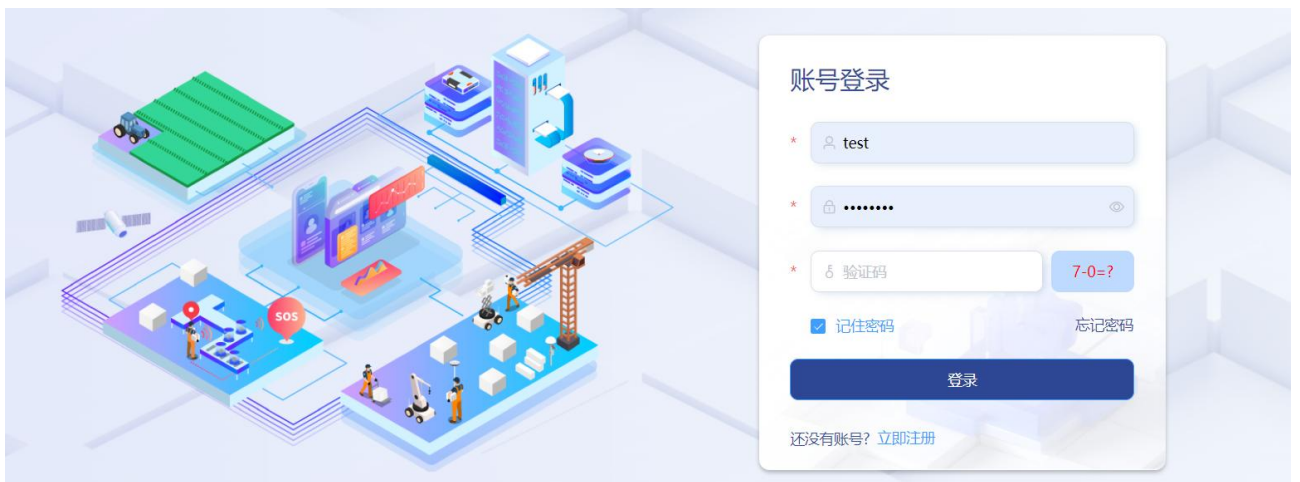 账号登录
* test
* ••••••••
* 验证码 7-0=?
记住密码 忘记密码
登录
还没有账号? 立即注册
SOS